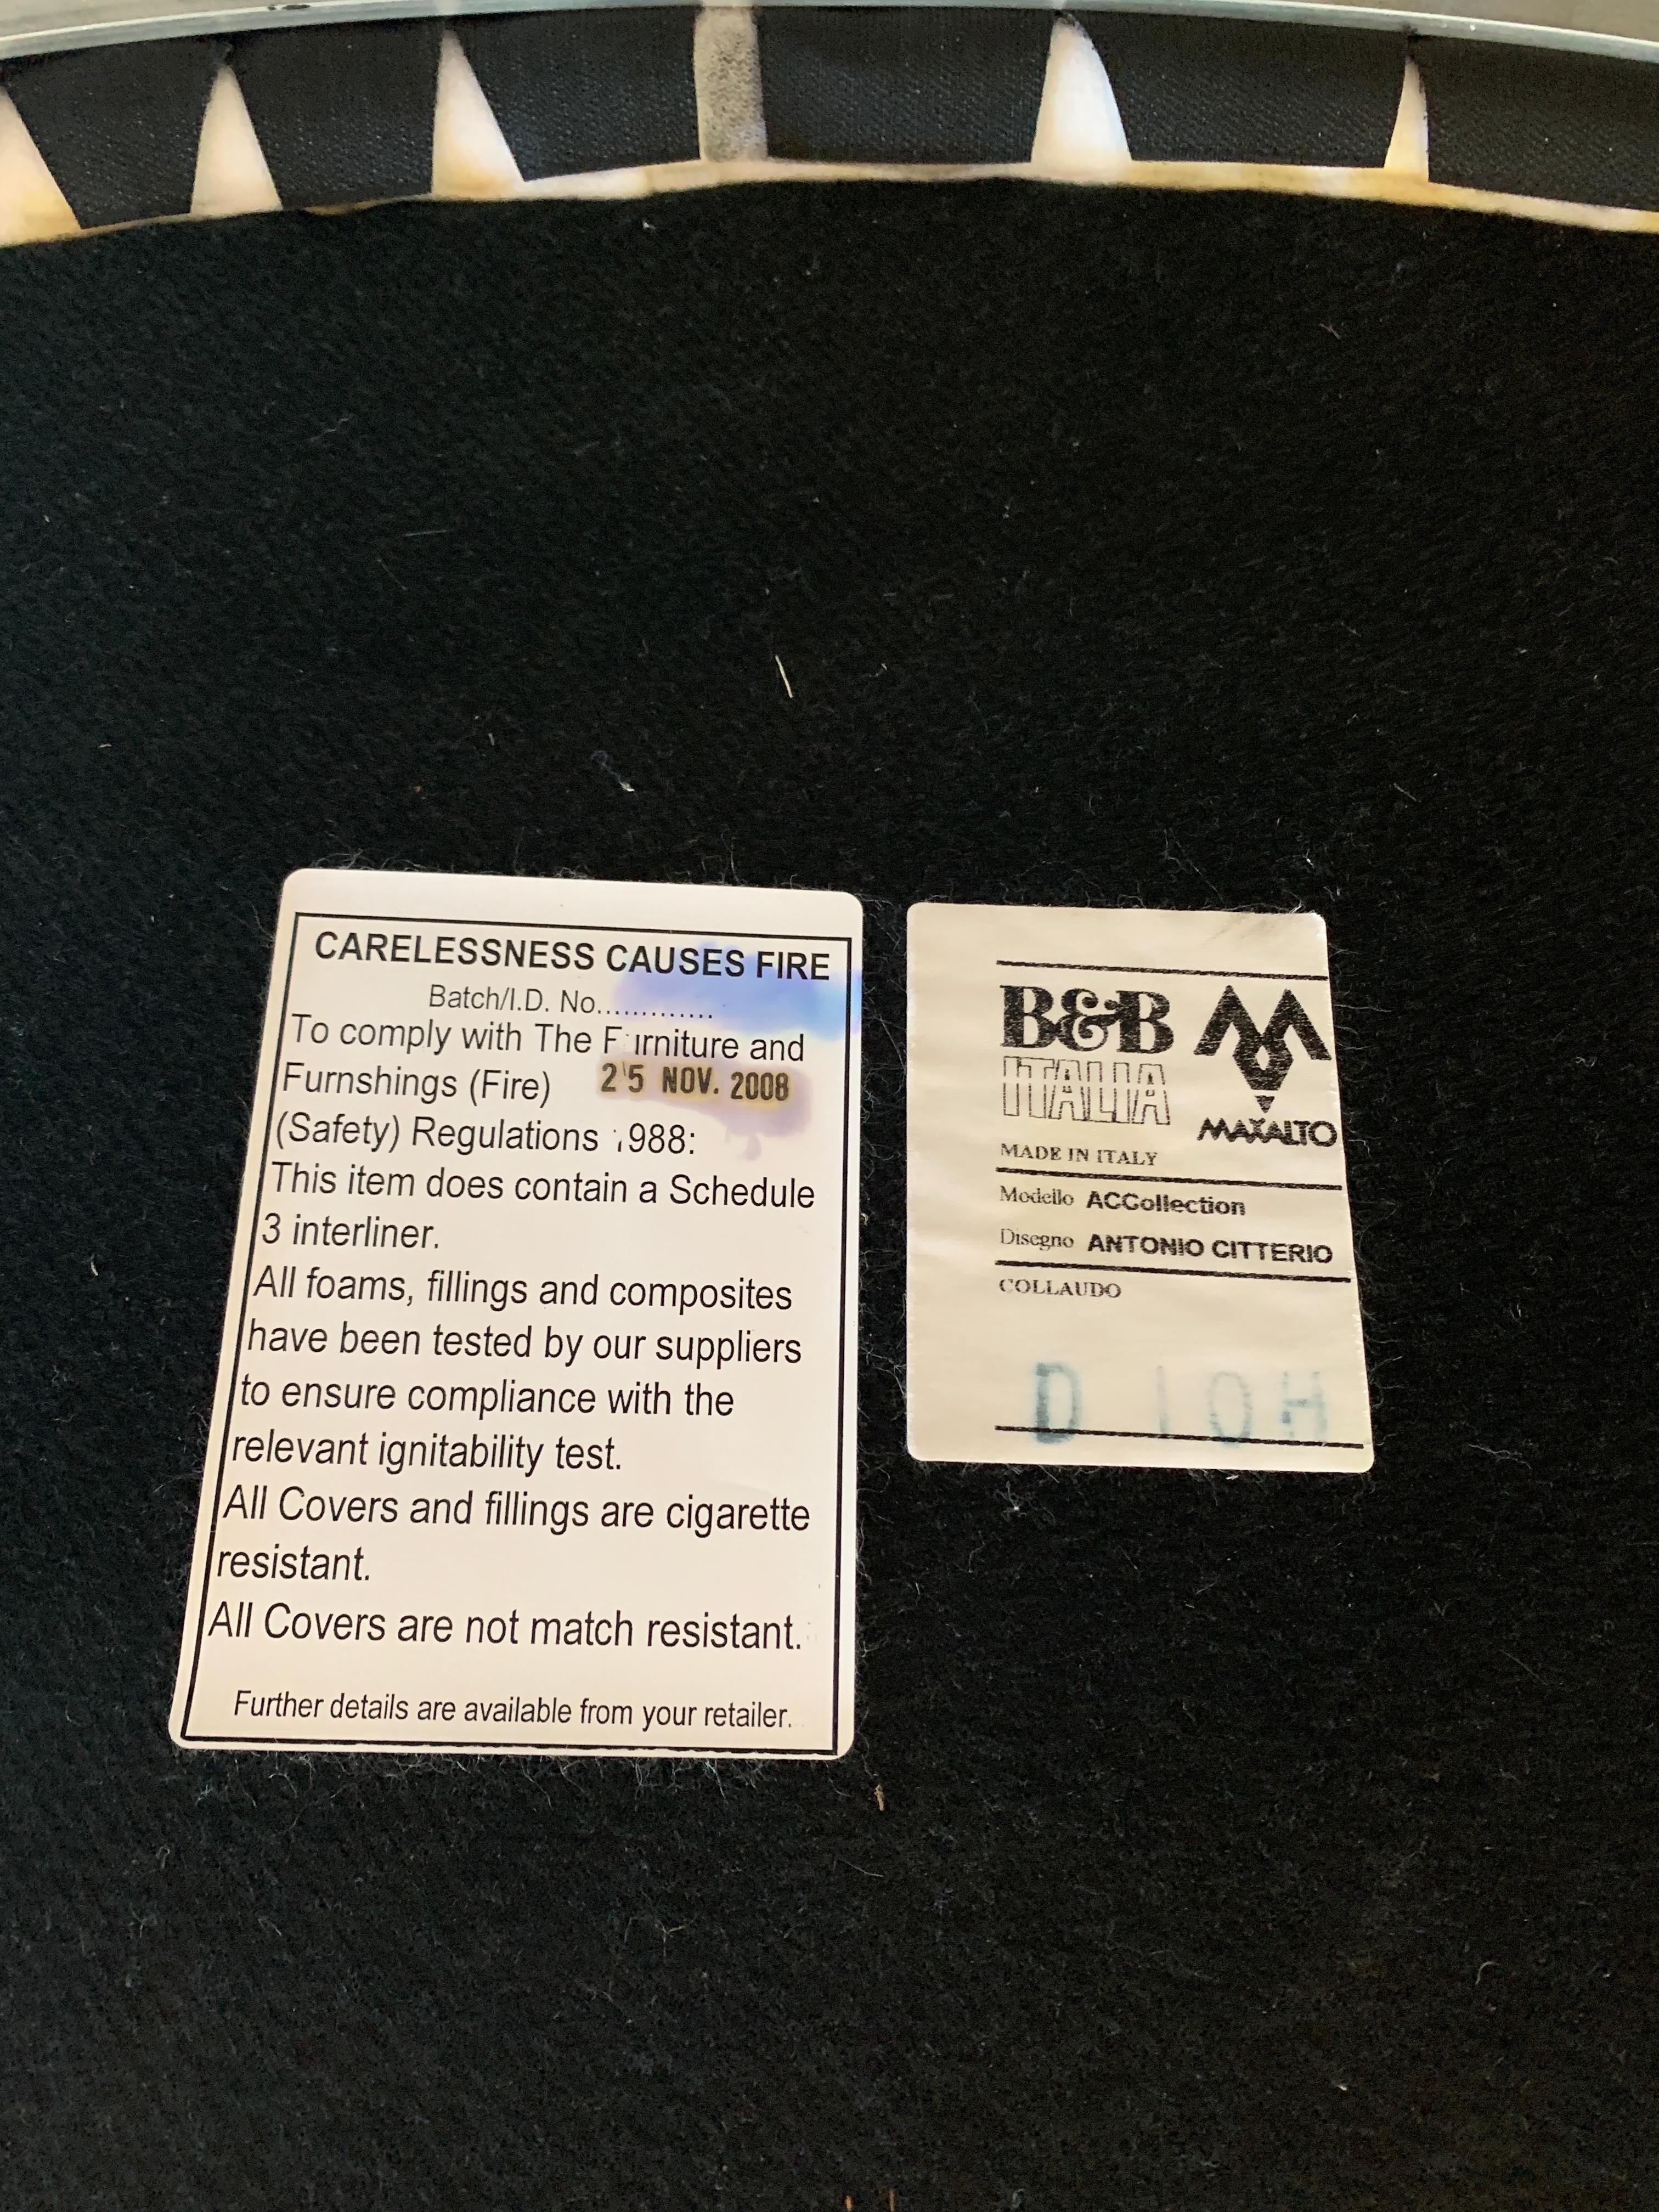 CARELESSNESS CAUSES FIRE
Batch/I.D. No.............
To comply with The F irniture and
Furnshings (Fire) 25 NOV. 2008
(Safety) Regulations 1988:
This item does contain a Schedule
3 interliner.
All foams, fillings and composites
have been tested by our suppliers
to ensure compliance with the
relevant ignitability test.
All Covers and fillings are cigarette
resistant.
All Covers are not match resistant.
Further details are available from your retailer.
B&B
ITALIA
MAXALTO
MADE IN ITALY
Modello ACCollection
Disegno ANTONIO CITTERIO
COLLAUDO
D 10H